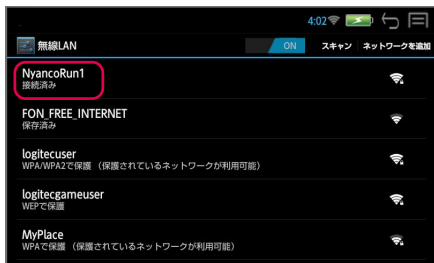 4:02
無線LAN ON スキャン ネットワークを追加
NyancoRun1
接続済み
FON_FREE_INTERNET
保存済み
logitecuser
WPA/WPA2で保護 (保護されているネットワークが利用可能)
logitecgameuser
WEPで保護
MyPlace
WPAで保護 (保護されているネットワークが利用可能)